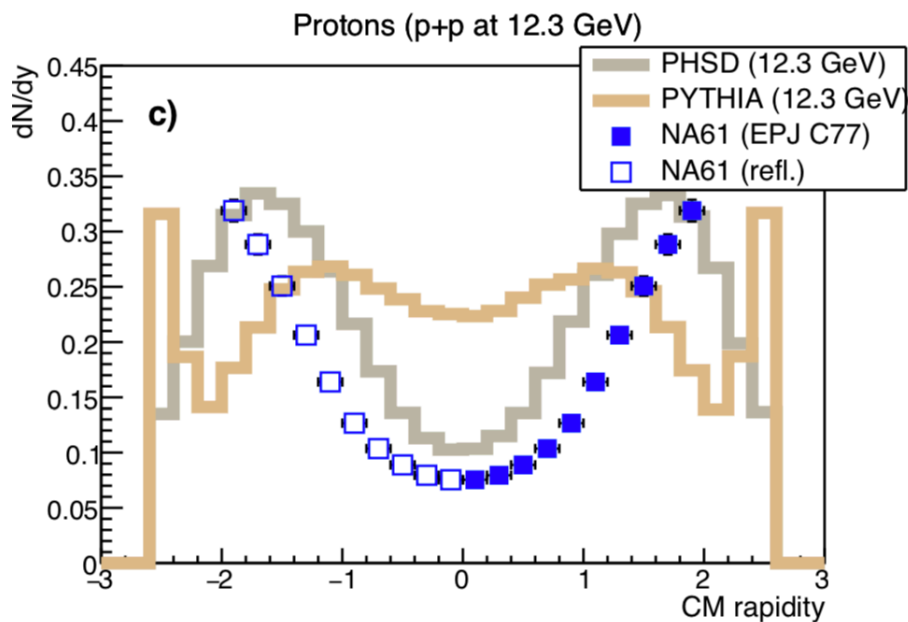 Protons (p+p at 12.3 GeV)
dN/dy
c)
PHSD (12.3 GeV)
PYTHIA (12.3 GeV)
NA61 (EPJ C77)
NA61 (refl.)
0.45
0.4
0.35
0.3
0.25
0.2
0.15
0.1
0.05
0
−3 −2 −1 0 1 2 3
CM rapidity